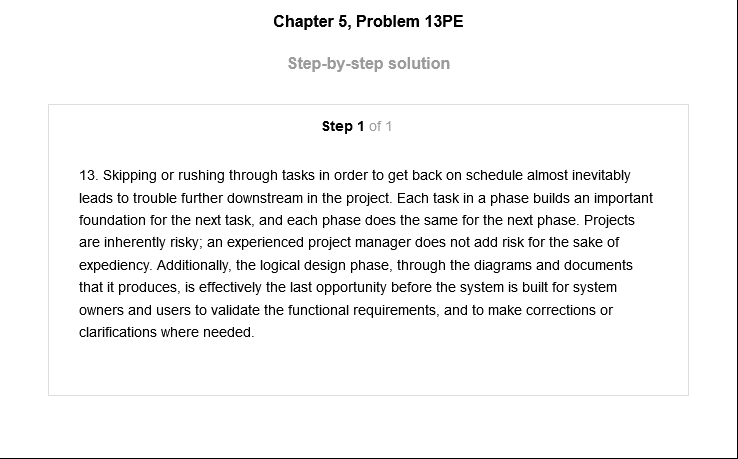 Chapter 5, Problem 13PE
Step-by-step solution
Step 1 of 1
13. Skipping or rushing through tasks in order to get back on schedule almost inevitably
leads to trouble further downstream in the project. Each task in a phase builds an important
foundation for the next task, and each phase does the same for the next phase. Projects
are inherently risky; an experienced project manager does not add risk for the sake of
expediency. Additionally, the logical design phase, through the diagrams and documents
that it produces, is effectively the last opportunity before the system is built for system
owners and users to validate the functional requirements, and to make corrections or
clarifications where needed.